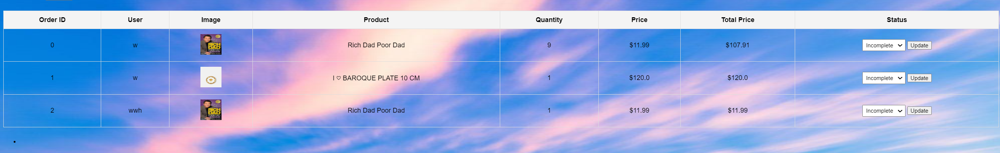 Order ID User Image Product Quantity Price Total Price Status
0 w RICH DAD POOR DAD Rich Dad Poor Dad 9 $11.99 $107.91 Incomplete Update
1 w I ♡ BAROQUE PLATE 10 CM 1 $120.0 $120.0 Incomplete Update
2 wwh RICH DAD POOR DAD Rich Dad Poor Dad 1 $11.99 $11.99 Incomplete Update